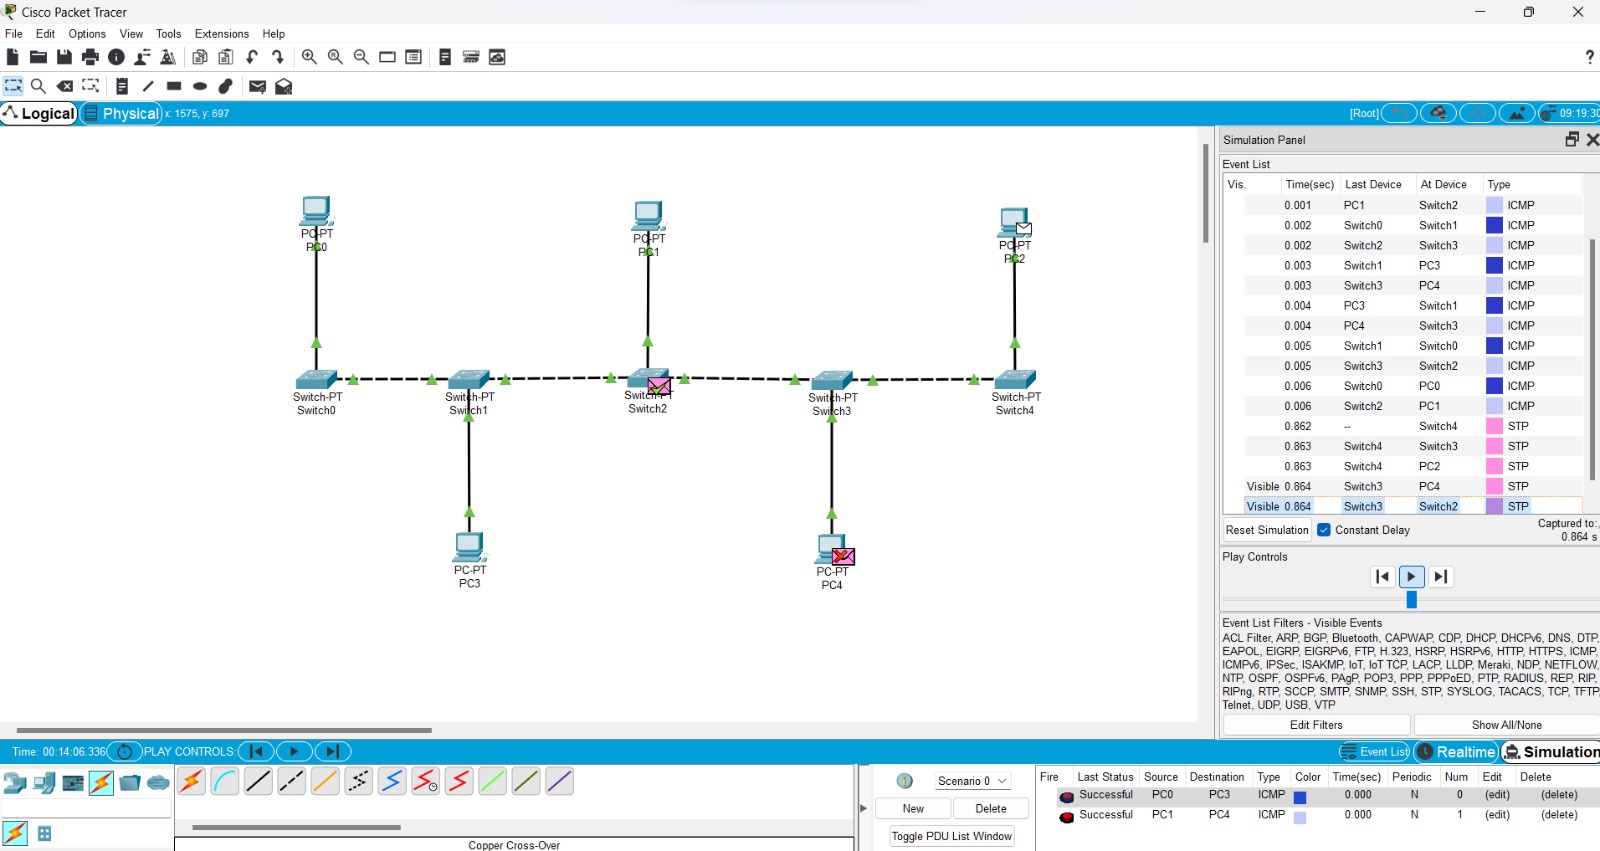 Cisco Packet Tracer
File Edit Options View Tools Extensions Help
?
Logical Physical x: 1575, y: 697 [Root] 09:19:30
PC-PT
PC0
PC-PT
PC1
PC-PT
PC2
Switch-PT
Switch0
Switch-PT
Switch1
Switch-PT
Switch2
Switch-PT
Switch3
Switch-PT
Switch4
PC-PT
PC3
PC-PT
PC4
Simulation Panel
Event List
Vis. Time(sec) Last Device At Device Type
0.001 PC1 Switch2 ICMP
0.002 Switch0 Switch1 ICMP
0.002 Switch2 Switch3 ICMP
0.003 Switch1 PC3 ICMP
0.003 Switch3 PC4 ICMP
0.004 PC3 Switch1 ICMP
0.004 PC4 Switch3 ICMP
0.005 Switch1 Switch0 ICMP
0.005 Switch3 Switch2 ICMP
0.006 Switch0 PC0 ICMP
0.006 Switch2 PC1 ICMP
0.862 -- Switch4 STP
0.863 Switch4 Switch3 STP
0.863 Switch4 PC2 STP
Visible 0.864 Switch3 PC4 STP
Visible 0.864 Switch3 Switch2 STP
Reset Simulation Constant Delay Captured to:
0.864 s
Play Controls
Event List Filters - Visible Events
ACL Filter, ARP, BGP, Bluetooth, CAPWAP, CDP, DHCP, DHCPv6, DNS, DTP,
EAPOL, EIGRP, EIGRPv6, FTP, H.323, HSRP, HSRPv6, HTTP, HTTPS, ICMP,
ICMPv6, IPSec, ISAKMP, IoT, IoT TCP, LACP, LLDP, Meraki, NDP, NETFLOW,
NTP, OSPF, OSPFv6, PAgP, POP3, PPP, PPPoED, PTP, RADIUS, REP, RIP,
RIPng, RTP, SCCP, SMTP, SNMP, SSH, STP, SYSLOG, TACACS, TCP, TFTP,
Telnet, UDP, USB, VTP
Edit Filters Show All/None
Time: 00:14:06.336 PLAY CONTROLS: Event List Realtime Simulation
Scenario 0
New Delete
Toggle PDU List Window
Fire Last Status Source Destination Type Color Time(sec) Periodic Num Edit Delete
Successful PC0 PC3 ICMP 0.000 N 0 (edit) (delete)
Successful PC1 PC4 ICMP 0.000 N 1 (edit) (delete)
Copper Cross-Over